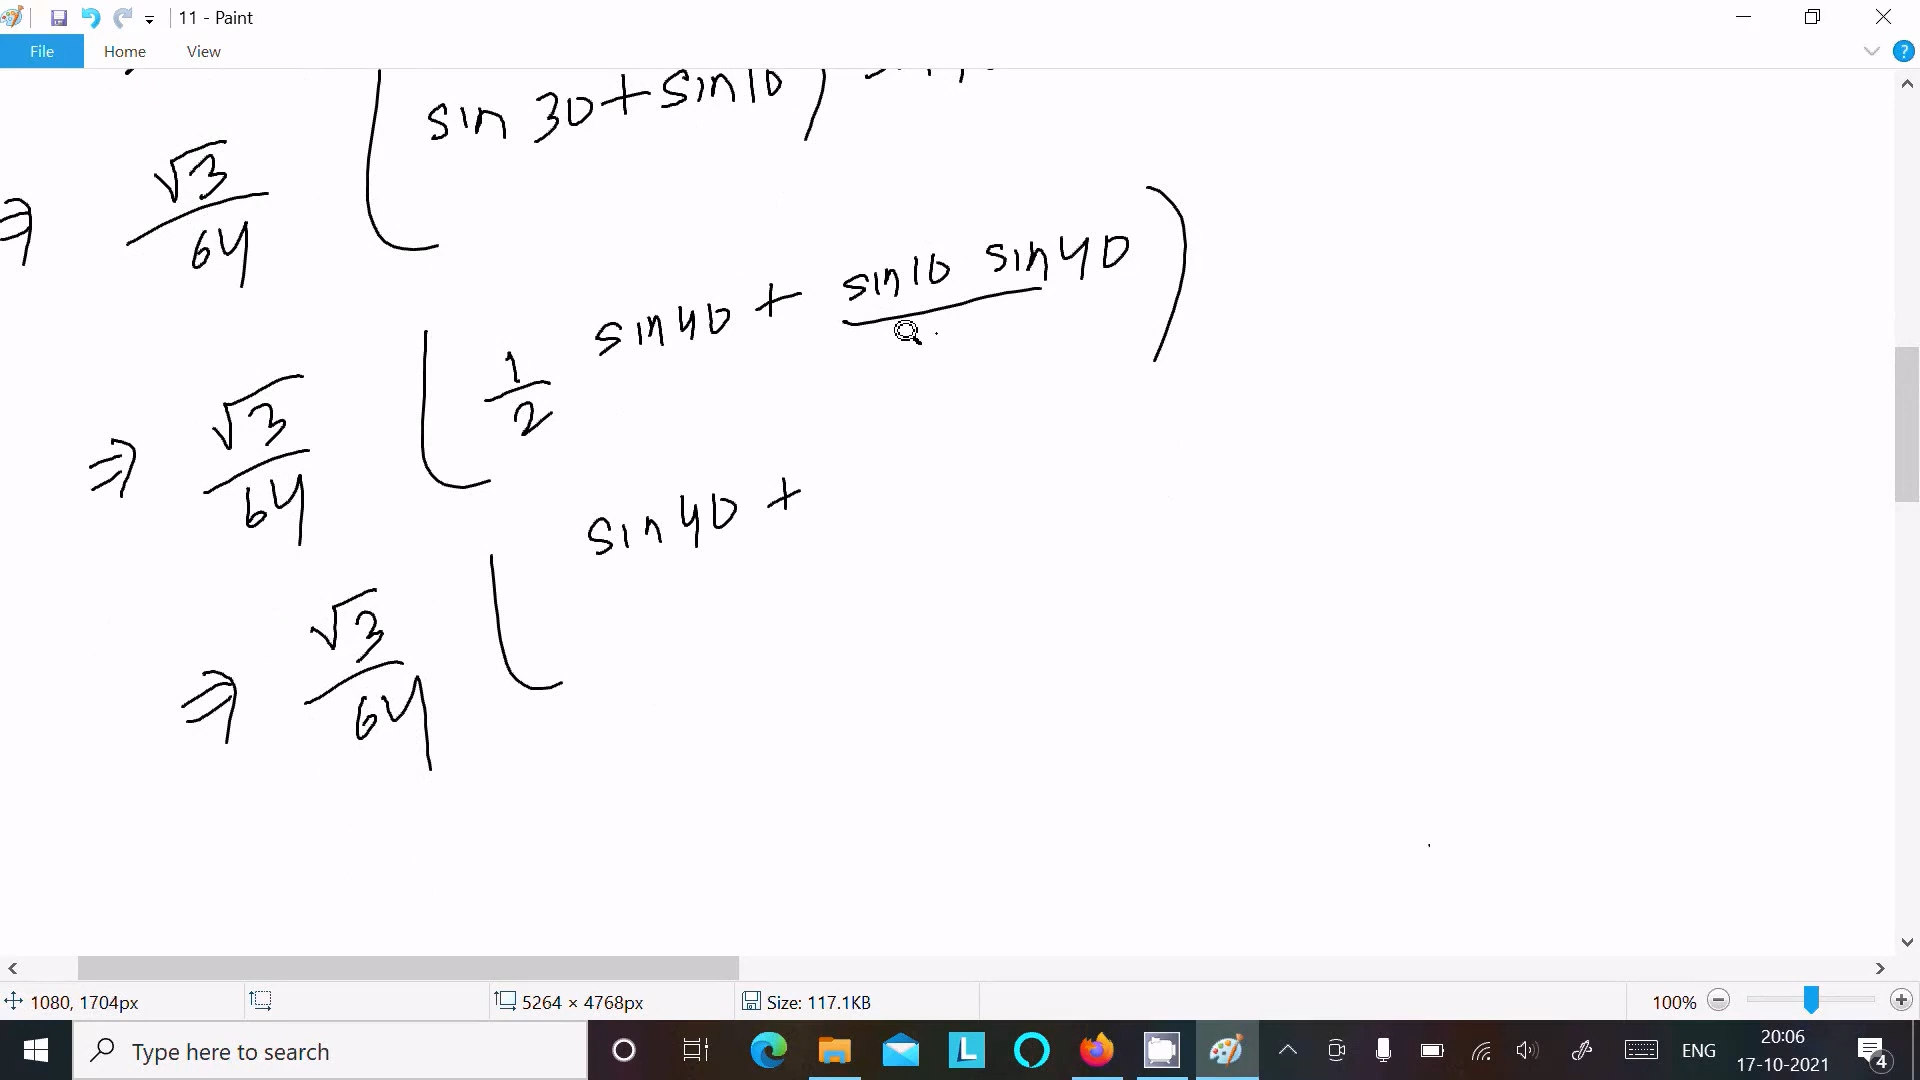 11 - Paint
File Home View
sin 30 + sin 10 )
⇒ √3/64 (
⇒ √3/64 ( 1/2 sin 40 + sin 10 sin 40 )
⇒ √3/64 ( sin 40 +
1080, 1704px 5264 × 4768px Size: 117.1KB 100%
Type here to search
L
ENG
20:06
17-10-2021
4